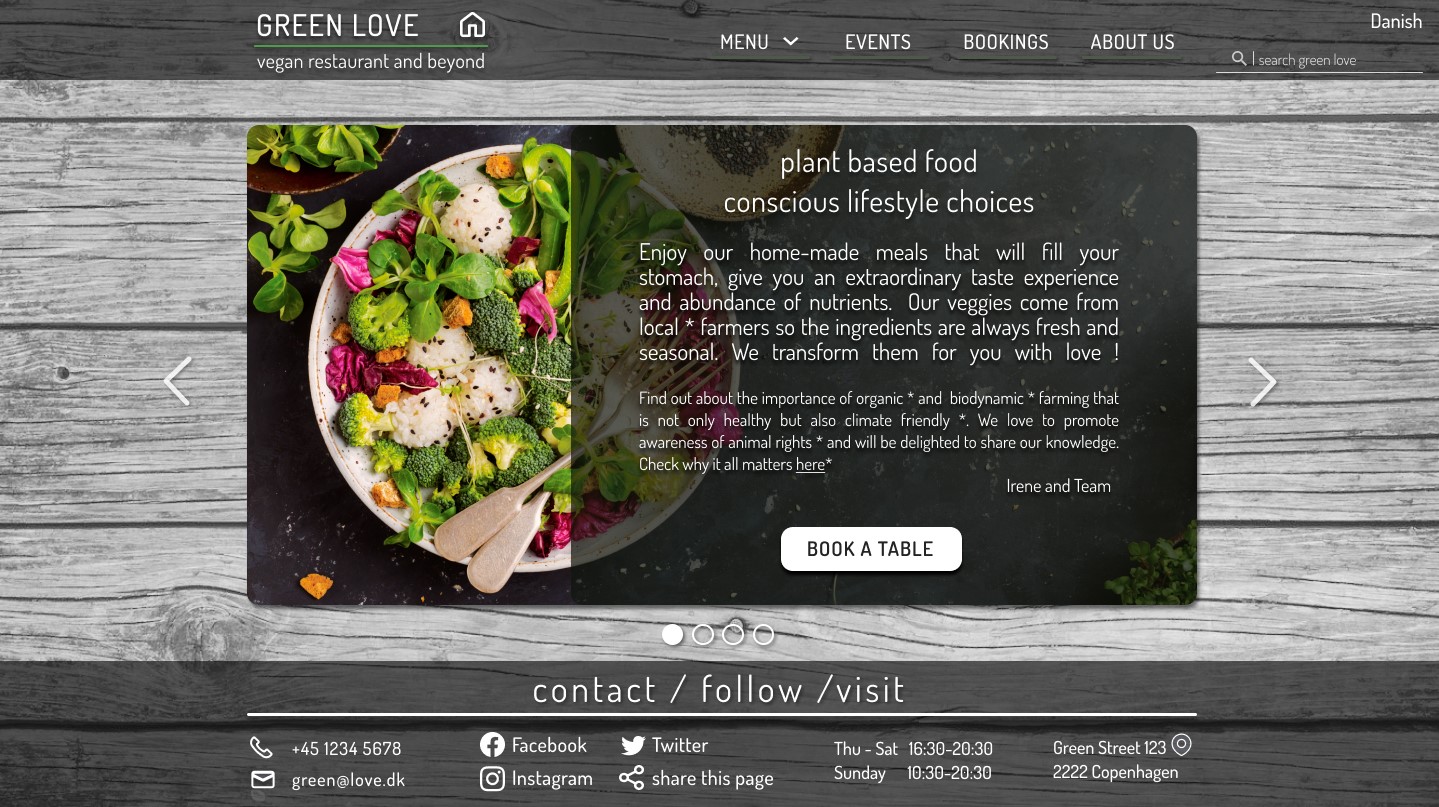 GREEN LOVE
vegan restaurant and beyond
MENU
EVENTS
BOOKINGS
ABOUT US
Danish
search green love
plant based food
conscious lifestyle choices
Enjoy our home-made meals that will fill your
stomach, give you an extraordinary taste experience
and abundance of nutrients. Our veggies come from
local * farmers so the ingredients are always fresh and
seasonal. We transform them for you with love !
Find out about the importance of organic * and biodynamic * farming that
is not only healthy but also climate friendly *. We love to promote
awareness of animal rights * and will be delighted to share our knowledge.
Check why it all matters here*
Irene and Team
BOOK A TABLE
contact / follow /visit
+45 1234 5678
green@love.dk
Facebook
Twitter
Instagram
share this page
Thu - Sat 16:30-20:30
Sunday 10:30-20:30
Green Street 123
2222 Copenhagen